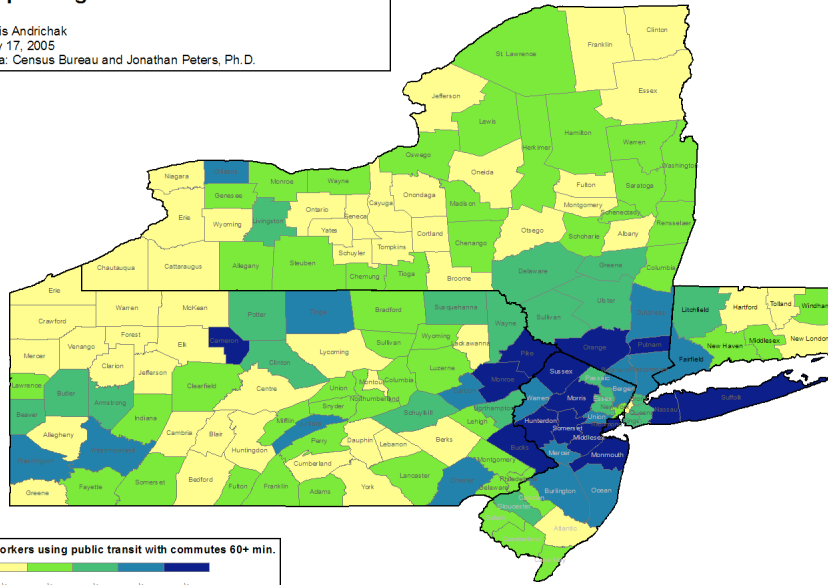 is Andrichak
17, 2005
a: Census Bureau and Jonathan Peters, Ph.D.
Clinton
Franklin
St. Lawrence
Essex
Jefferson
Lewis
Hamilton
Herkimer
Warren
Washington
Oswego
Oneida
Niagara
Monroe
Wayne
Genesee
Fulton
Saratoga
Onondaga
Cayuga
Madison
Montgomery
Schenectady
Ontario
Seneca
Livingston
Erie
Wyoming
Yates
Cortland
Otsego
Albany
Rensselaer
Schoharie
Chenango
Tompkins
Schuyler
Chautauqua
Cattaraugus
Allegany
Steuben
Chemung
Tioga
Broome
Delaware
Greene
Columbia
Ulster
Sullivan
Putnam
Orange
Litchfield
Hartford
Tolland
Windham
New Haven
Middlesex
New London
Fairfield
Erie
Warren
McKean
Potter
Tioga
Bradford
Susquehanna
Wayne
Crawford
Forest
Elk
Cameron
Sullivan
Wyoming
Lackawanna
Pike
Mercer
Venango
Clarion
Jefferson
Clinton
Lycoming
Luzerne
Monroe
Lawrence
Butler
Armstrong
Clearfield
Centre
Union
Montour
Columbia
Northumberland
Snyder
Beaver
Indiana
Mifflin
Schuylkill
Northampton
Lehigh
Allegheny
Cambria
Blair
Huntingdon
Perry
Dauphin
Lebanon
Berks
Bucks
Montgomery
Cumberland
Greene
Fayette
Somerset
Bedford
Fulton
Franklin
Adams
York
Lancaster
Delaware
Sussex
Passaic
Bergen
Warren
Morris
Essex
Union
Hunterdon
Somerset
Middlesex
Mercer
Monmouth
Burlington
Ocean
Gloucester
Atlantic
Queens
Nassau
Suffolk
orkers using public transit with commutes 60+ min.